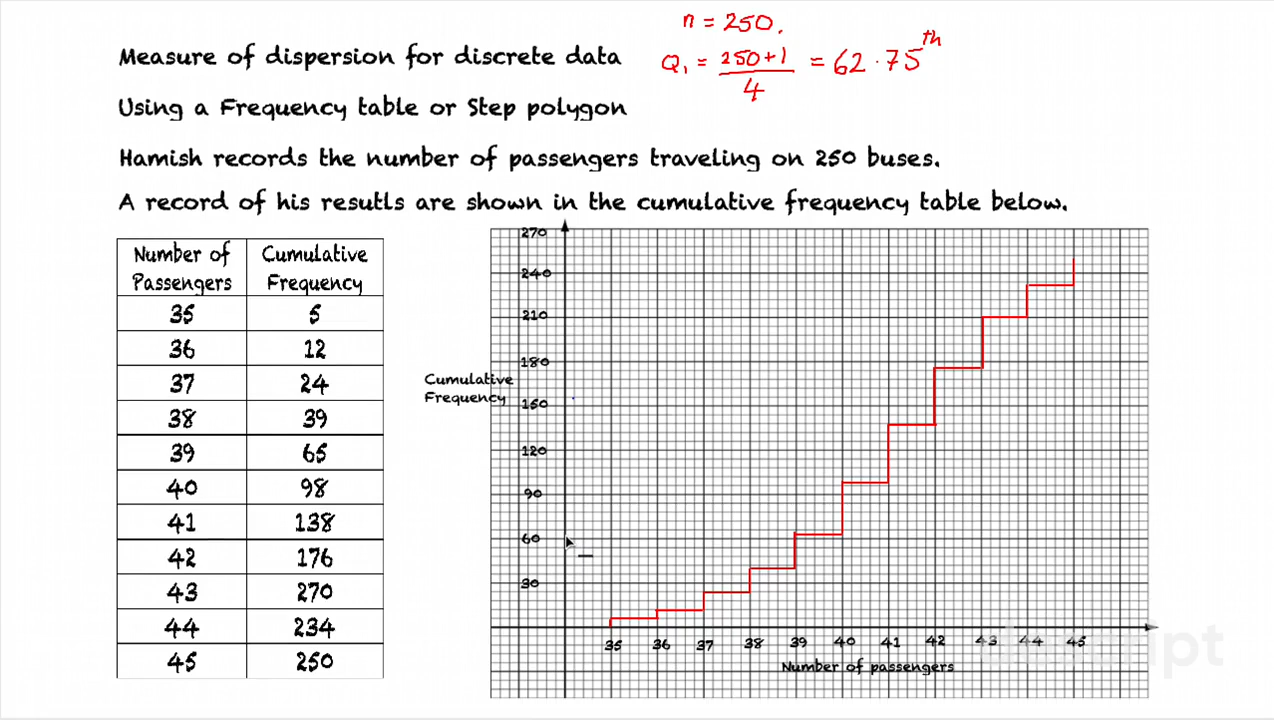 n = 250.
Measure of dispersion for discrete data
Q1 = (250+1)/4 = 62.75th
Using a Frequency table or Step polygon
Hamish records the number of passengers traveling on 250 buses.
A record of his resutls are shown in the cumulative frequency table below.
Number of Passengers Cumulative Frequency
35 5
36 12
37 24
38 39
39 65
40 98
41 138
42 176
43 270
44 234
45 250
Cumulative
Frequency
270
240
210
180
150
120
90
60
30
35 36 37 38 39 40 41 42 43 44 45
Number of passengers